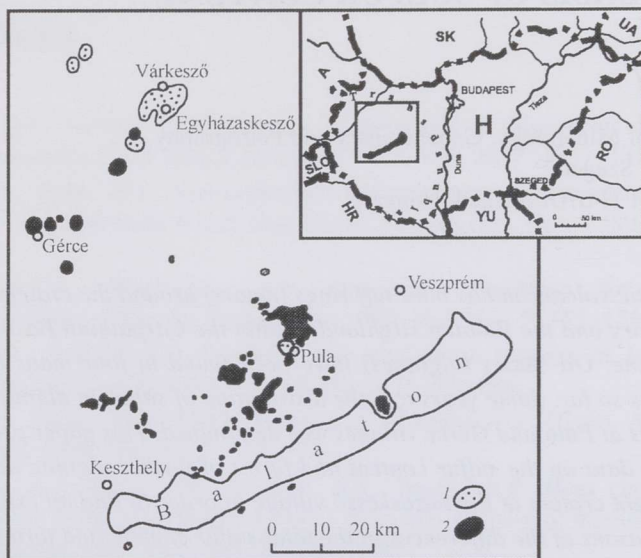 Várkesző
Egyházaskesző
Gérce
Veszprém
Pula
Keszthely
Balaton
1
2
0 10 20 km
SK
UA
A
BUDAPEST
Tisza
H
Duna
RO
SLO
SZEGED
HR
YU
0 50 km